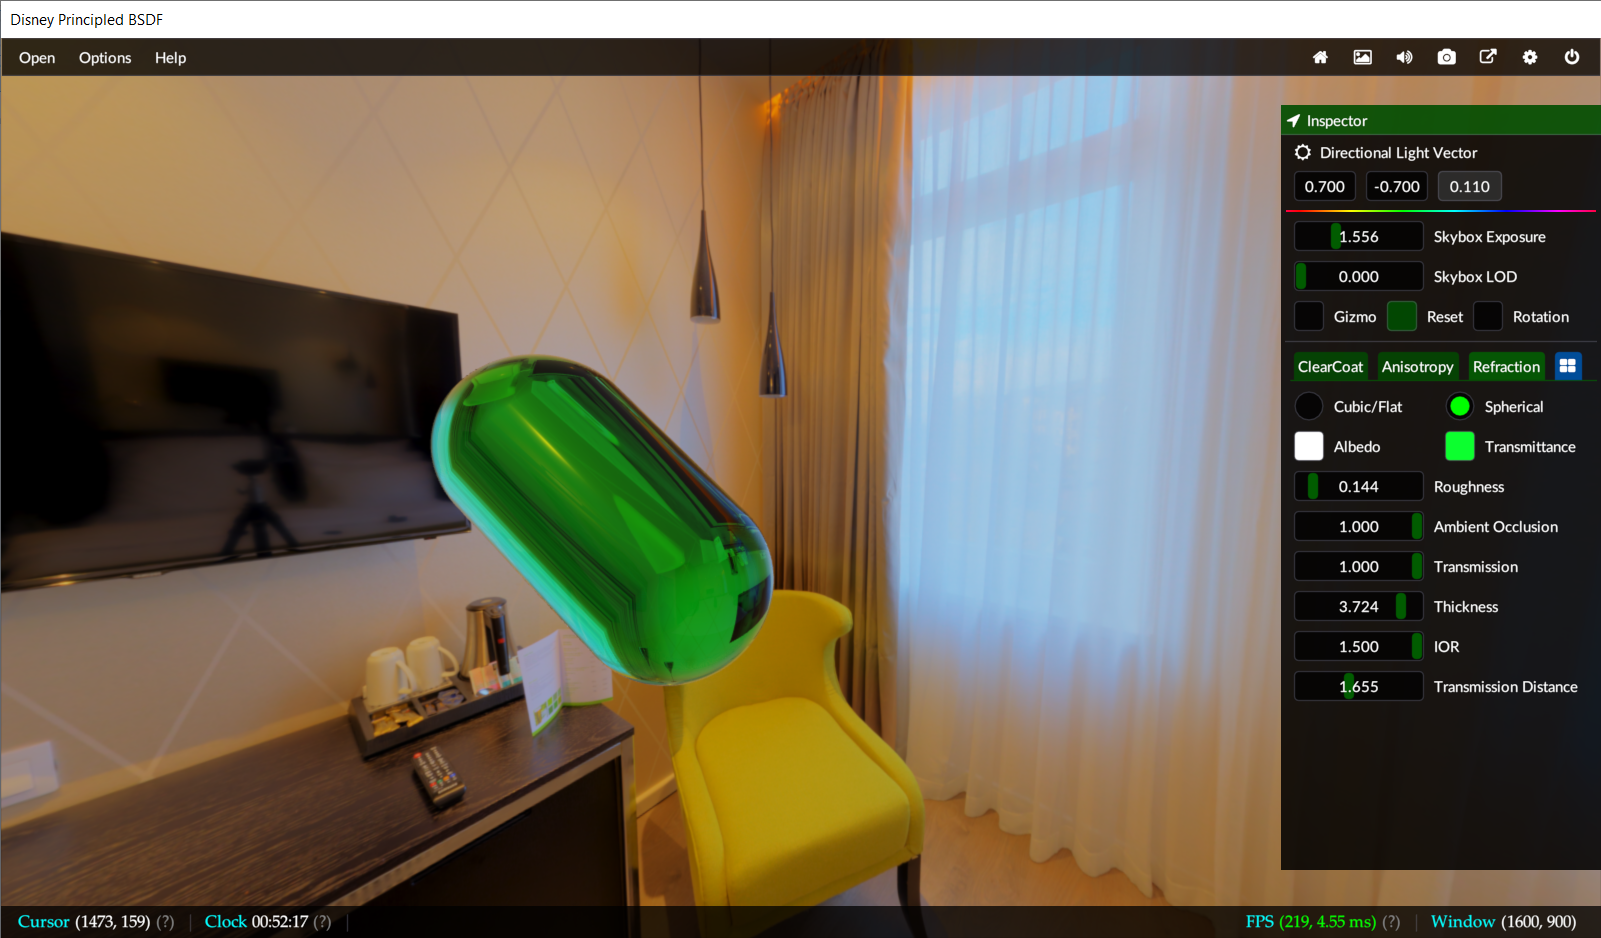 Disney Principled BSDF
Open Options Help
Inspector
Directional Light Vector
0.700 -0.700 0.110
1.556 Skybox Exposure
0.000 Skybox LOD
Gizmo Reset Rotation
ClearCoat Anisotropy Refraction
Cubic/Flat Spherical
Albedo Transmittance
0.144 Roughness
1.000 Ambient Occlusion
1.000 Transmission
3.724 Thickness
1.500 IOR
1.655 Transmission Distance
Cursor (1473, 159) (?) | Clock 00:52:17 (?) | FPS (219, 4.55 ms) (?) | Window (1600, 900)